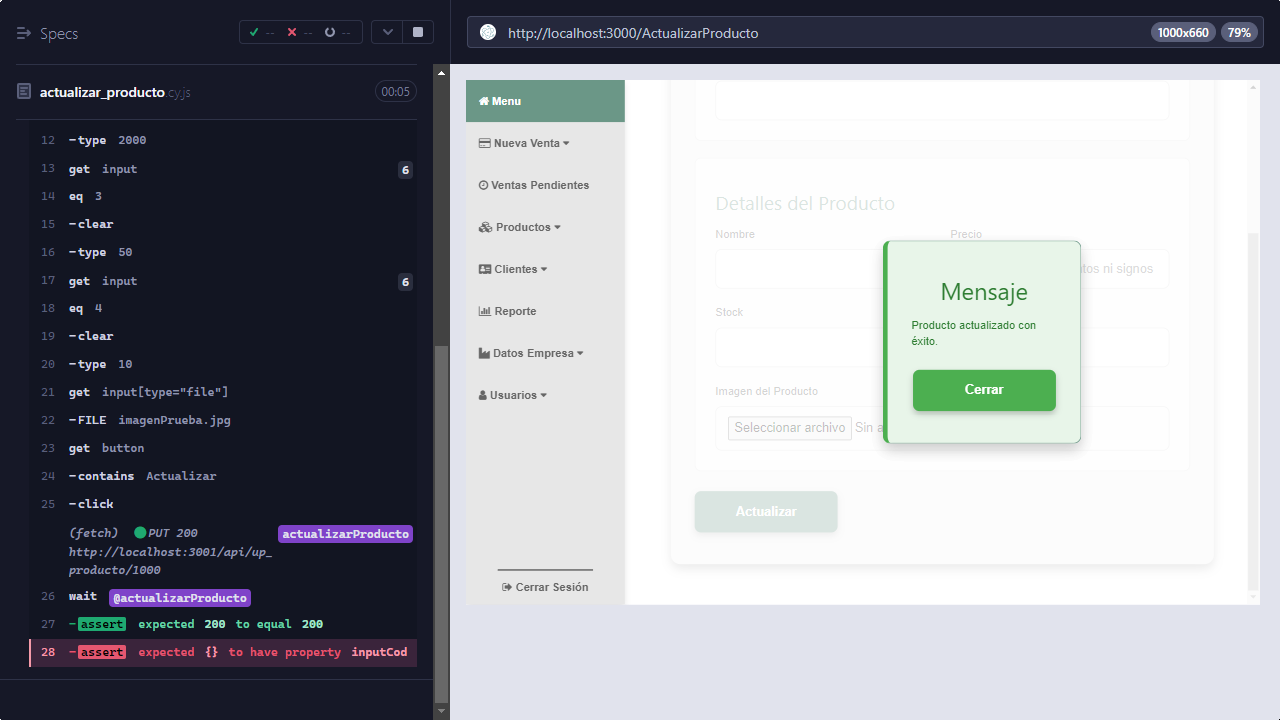 Specs
--
--
--
http://localhost:3000/ActualizarProducto
1000x660
79%
actualizar_producto.cy.js
00:05
12 -type 2000
13 get input 6
14 eq 3
15 -clear
16 -type 50
17 get input 6
18 eq 4
19 -clear
20 -type 10
21 get input[type="file"]
22 -FILE imagenPrueba.jpg
23 get button
24 -contains Actualizar
25 -click
(fetch) PUT 200 actualizarProducto
http://localhost:3001/api/up_
producto/1000
26 wait @actualizarProducto
27 -assert expected 200 to equal 200
28 -assert expected {} to have property inputCod
Menu
Nueva Venta
Ventas Pendientes
Productos
Clientes
Reporte
Datos Empresa
Usuarios
Cerrar Sesión
Detalles del Producto
Nombre
Precio
ni signos
Stock
Imagen del Producto
Seleccionar archivo Sin
Actualizar
Mensaje
Producto actualizado con
éxito.
Cerrar